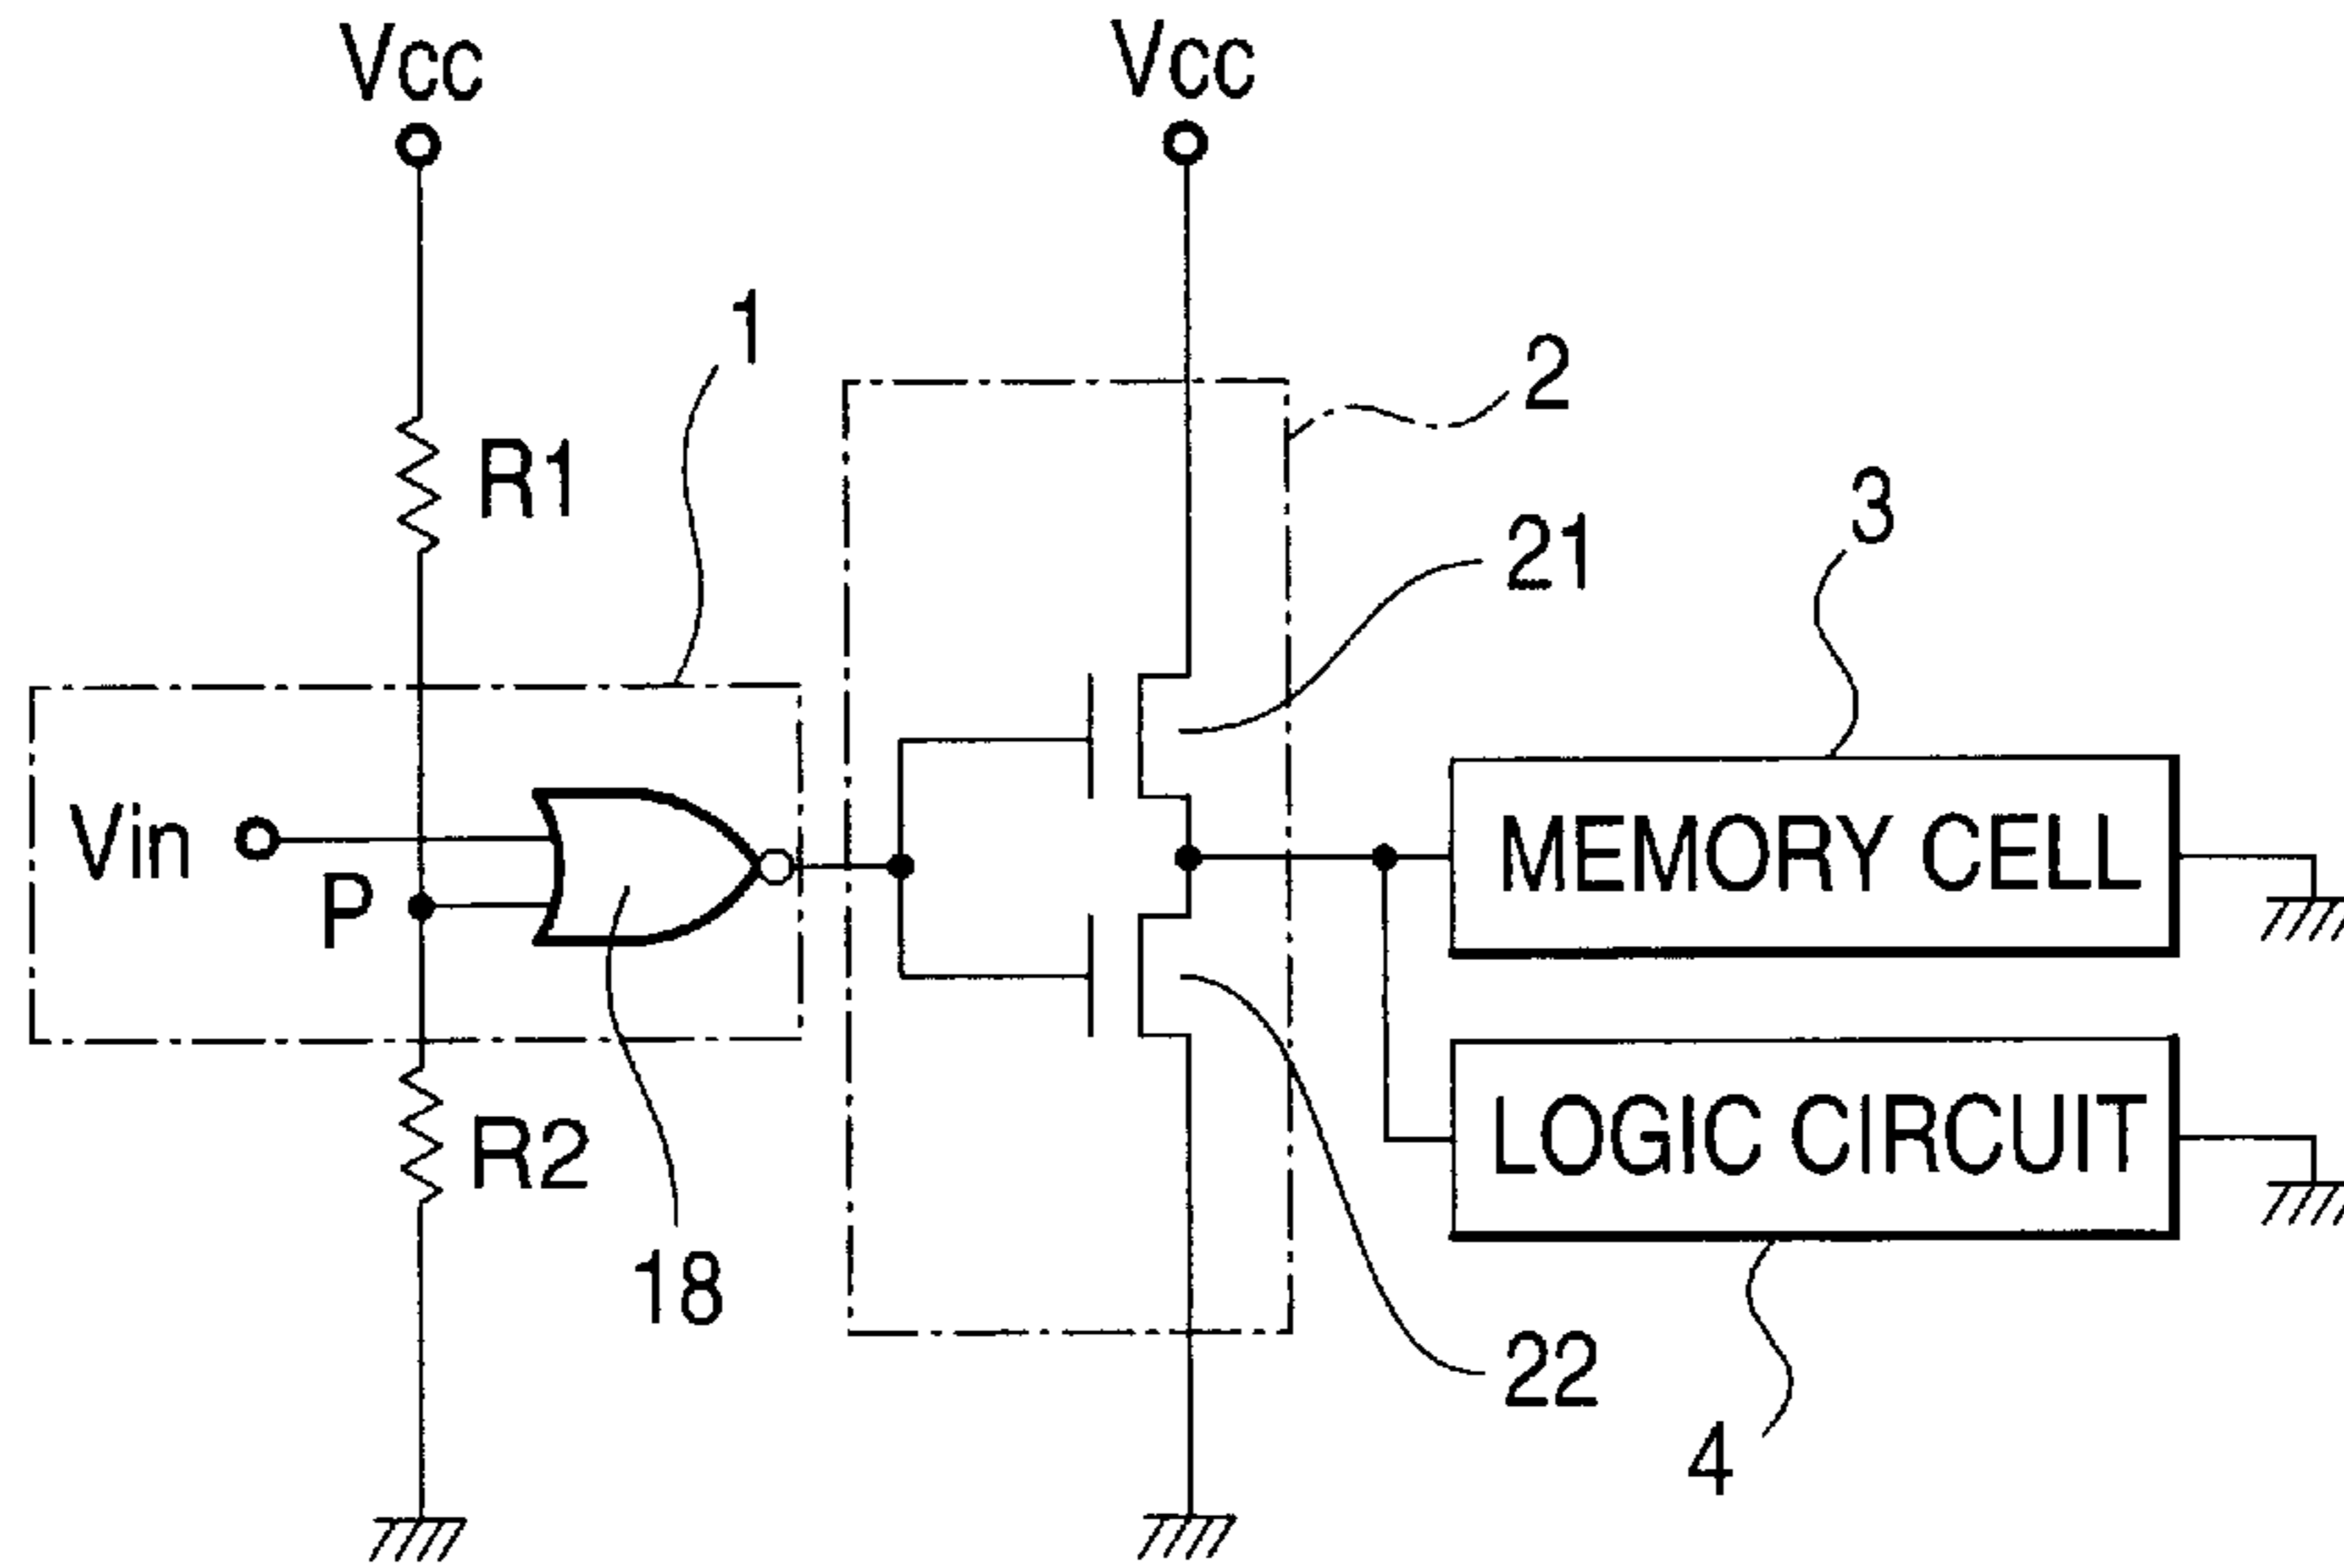 Vcc
Vcc
1
2
R1
21
3
Vin
P
MEMORY CELL
LOGIC CIRCUIT
R2
18
22
4